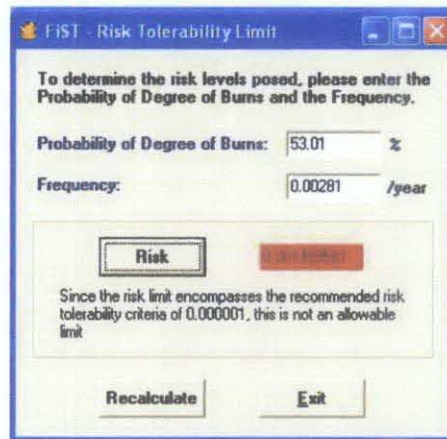 FiST - Risk Tolerability Limit
To determine the risk levels posed, please enter the
Probability of Degree of Burns and the Frequency.
Probability of Degree of Burns: 53.01 %
Frequency: 0.00281 /year
Risk
Since the risk limit encompasses the recommended risk
tolerability criteria of 0.000001, this is not an allowable
limit
Recalculate Exit